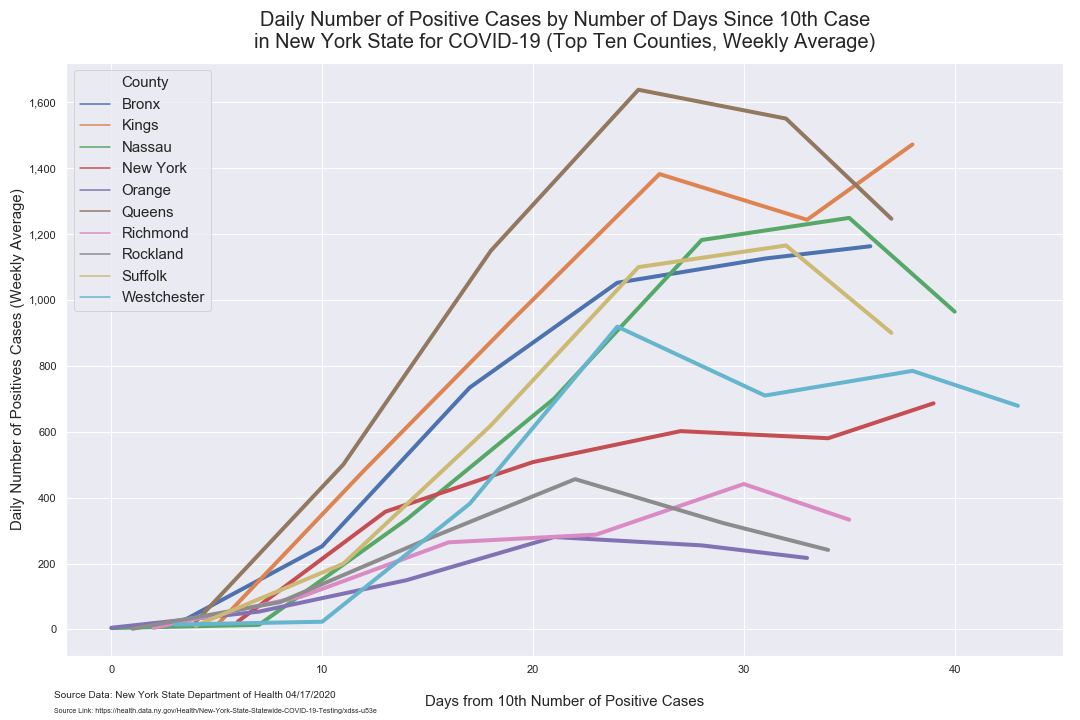 Daily Number of Positive Cases by Number of Days Since 10th Case
in New York State for COVID-19 (Top Ten Counties, Weekly Average)
Daily Number of Positives Cases (Weekly Average)
1,600
1,400
1,200
1,000
800
600
400
200
0
County
Bronx
Kings
Nassau
New York
Orange
Queens
Richmond
Rockland
Suffolk
Westchester
0 10 20 30 40
Days from 10th Number of Positive Cases
Source Data: New York State Department of Health 04/17/2020
Source Link: https://health.data.ny.gov/Health/New-York-State-Statewide-COVID-19-Testing/xdss-u53e